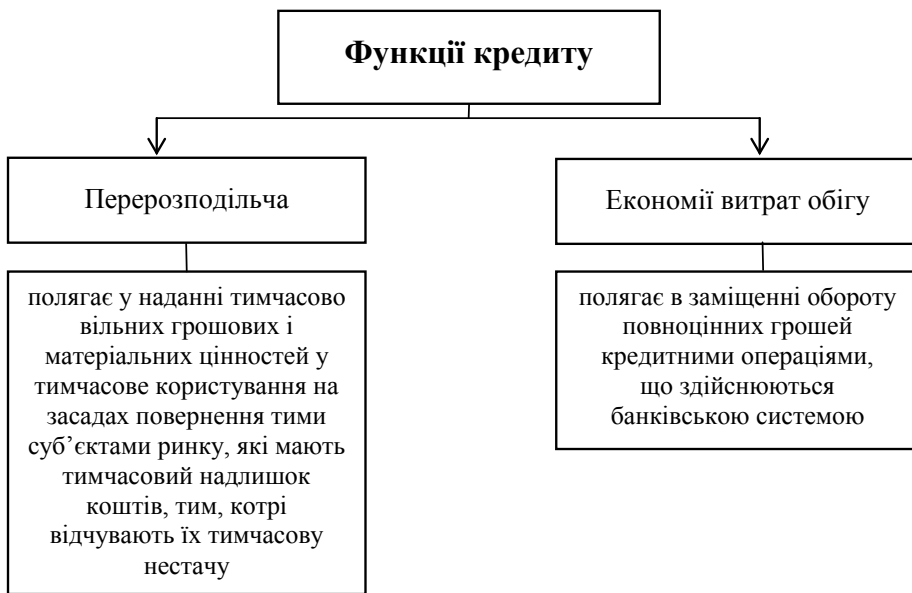 Функції кредиту
Перерозподільча
Економії витрат обігу
полягає у наданні тимчасово
вільних грошових і
матеріальних цінностей у
тимчасове користування на
засадах повернення тими
суб’єктами ринку, які мають
тимчасовий надлишок
коштів, тим, котрі
відчувають їх тимчасову
нестачу
полягає в заміщенні обороту
повноцінних грошей
кредитними операціями,
що здійснюються
банківською системою